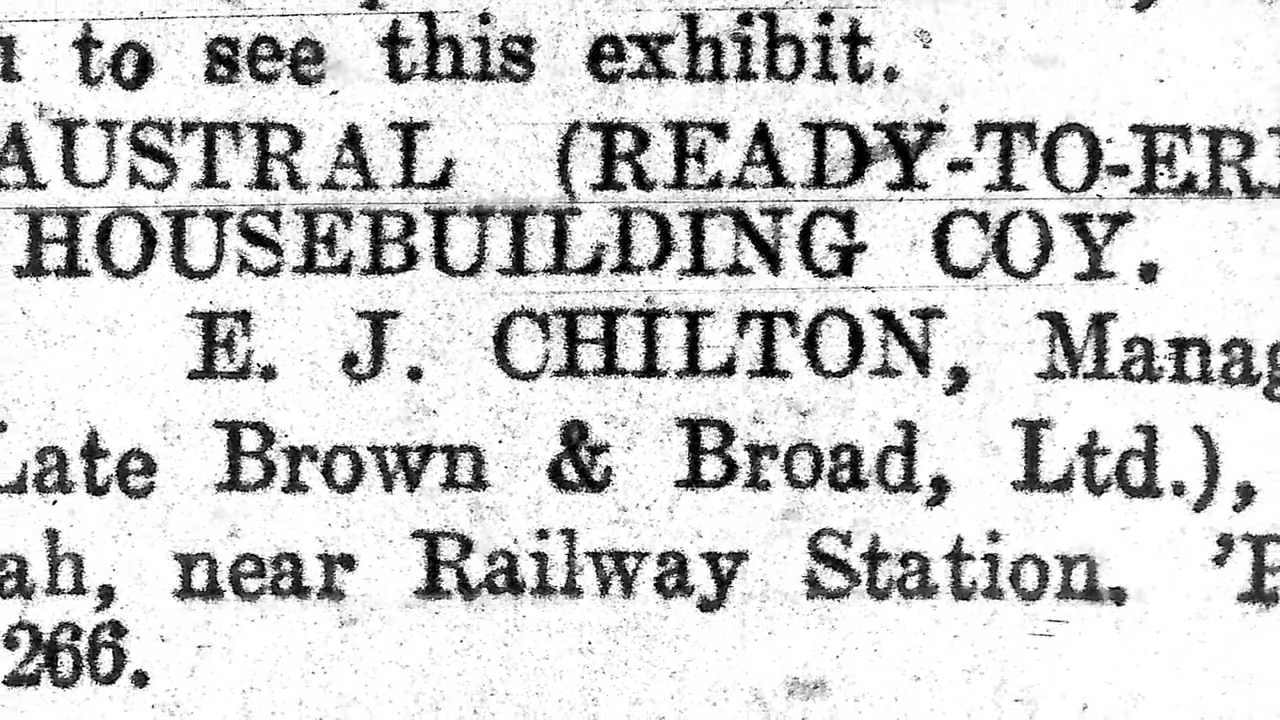 to see this exhibit.
AUSTRAL (READY-TO-ERE
HOUSEBUILDING COY.
E. J. CHILTON, Manag
Late Brown & Broad, Ltd.),
ah, near Railway Station. 'P
266.